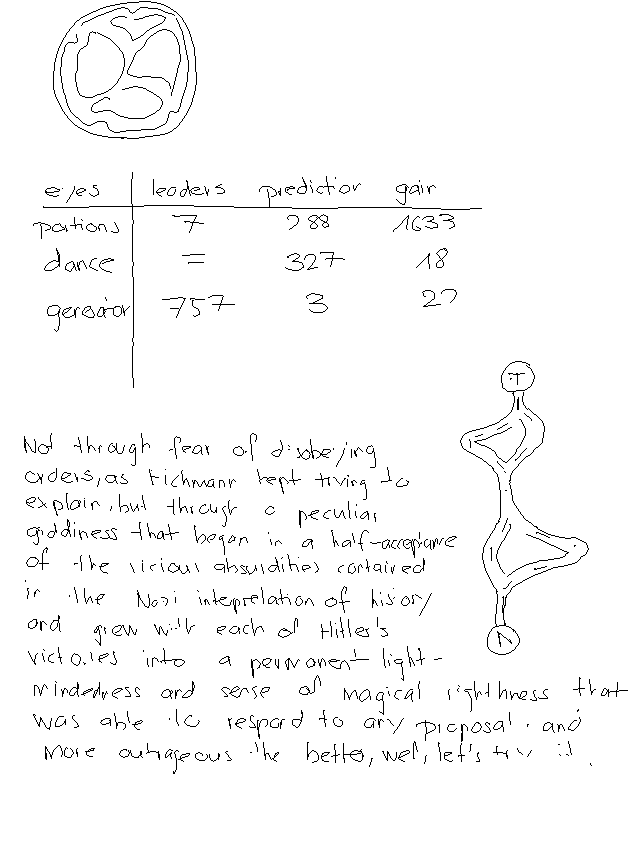 eyes leaders prediction gain
portions 7 288 1633
dance = 327 18
generator 757 3 22
T
Not through fear of disobeying
orders, as Eichmann kept trying to
explain, but through a peculiar
giddiness that began in a half-acceptance
of the vicious absurdities contained
in the Nazi interpretation of history
and grew with each of Hitler's
victories into a permanent light-
mindedness and sense of magical rightness that
was able to respond to any proposal, and
more outrageous the better, well, let's try it.
N